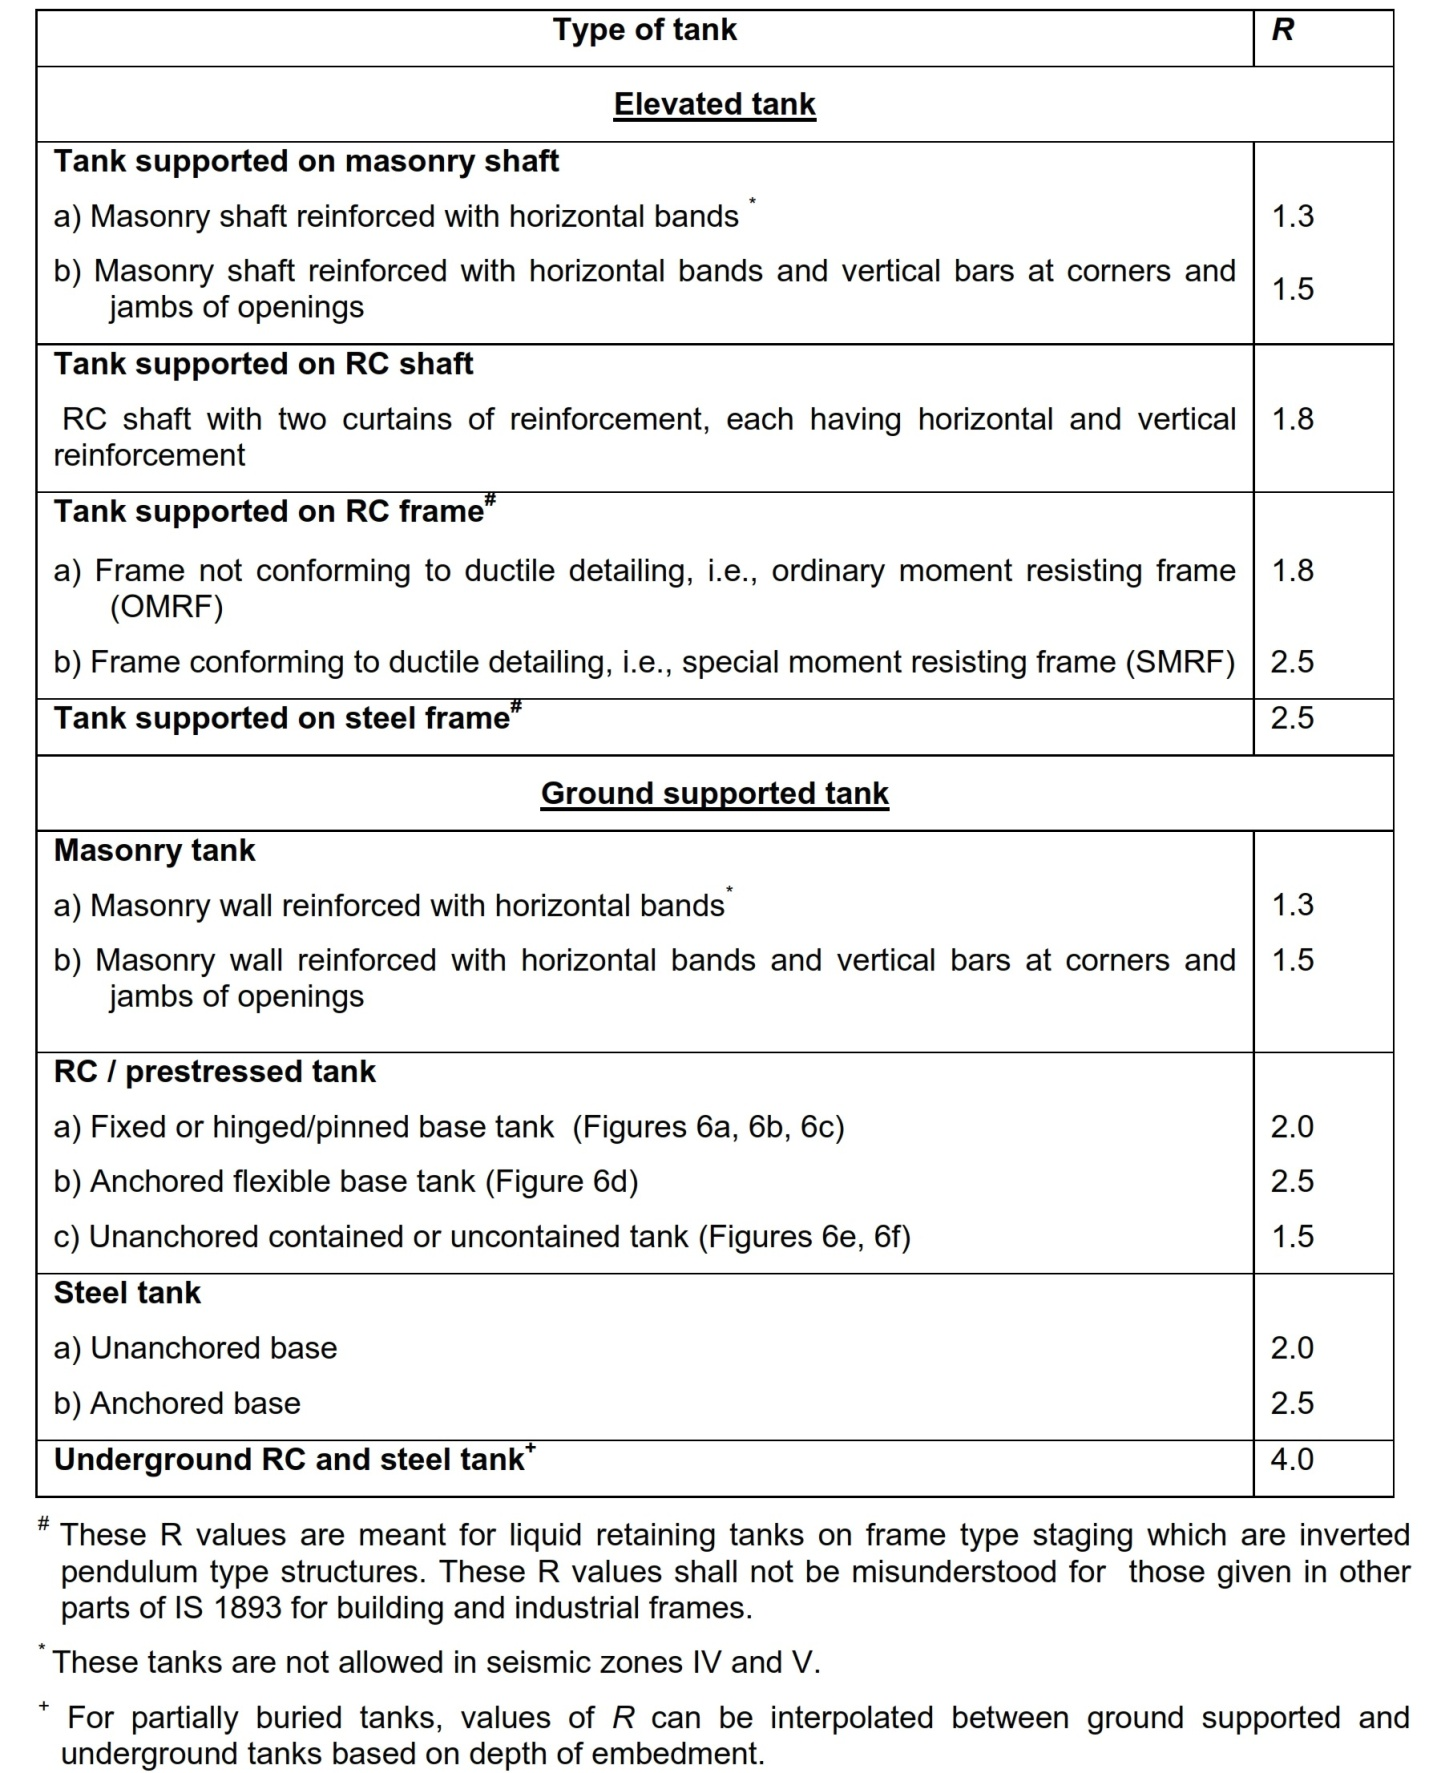 Type of tank R
Elevated tank
Tank supported on masonry shaft
a) Masonry shaft reinforced with horizontal bands * 1.3
b) Masonry shaft reinforced with horizontal bands and vertical bars at corners and
jambs of openings 1.5
Tank supported on RC shaft
RC shaft with two curtains of reinforcement, each having horizontal and vertical 1.8
reinforcement
Tank supported on RC frame#
a) Frame not conforming to ductile detailing, i.e., ordinary moment resisting frame 1.8
(OMRF)
b) Frame conforming to ductile detailing, i.e., special moment resisting frame (SMRF) 2.5
Tank supported on steel frame# 2.5
Ground supported tank
Masonry tank
a) Masonry wall reinforced with horizontal bands* 1.3
b) Masonry wall reinforced with horizontal bands and vertical bars at corners and 1.5
jambs of openings
RC / prestressed tank
a) Fixed or hinged/pinned base tank (Figures 6a, 6b, 6c) 2.0
b) Anchored flexible base tank (Figure 6d) 2.5
c) Unanchored contained or uncontained tank (Figures 6e, 6f) 1.5
Steel tank
a) Unanchored base 2.0
b) Anchored base 2.5
Underground RC and steel tank+ 4.0
# These R values are meant for liquid retaining tanks on frame type staging which are inverted
pendulum type structures. These R values shall not be misunderstood for those given in other
parts of IS 1893 for building and industrial frames.
* These tanks are not allowed in seismic zones IV and V.
+ For partially buried tanks, values of R can be interpolated between ground supported and
underground tanks based on depth of embedment.